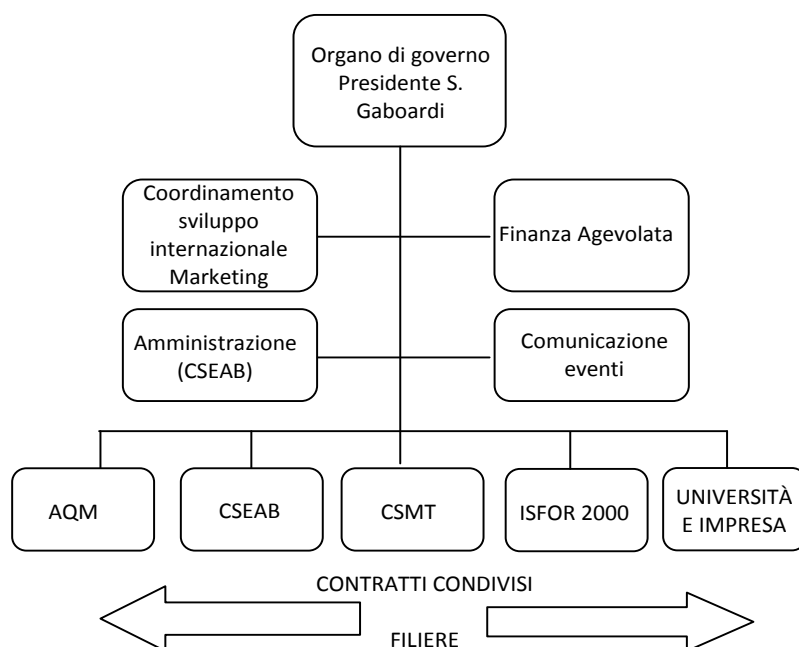 Organo di governo
Presidente S.
Gaboardi
Coordinamento
sviluppo
internazionale
Marketing
Finanza Agevolata
Amministrazione
(CSEAB)
Comunicazione
eventi
AQM
CSEAB
CSMT
ISFOR 2000
UNIVERSITÀ
E IMPRESA
CONTRATTI CONDIVISI
FILIERE